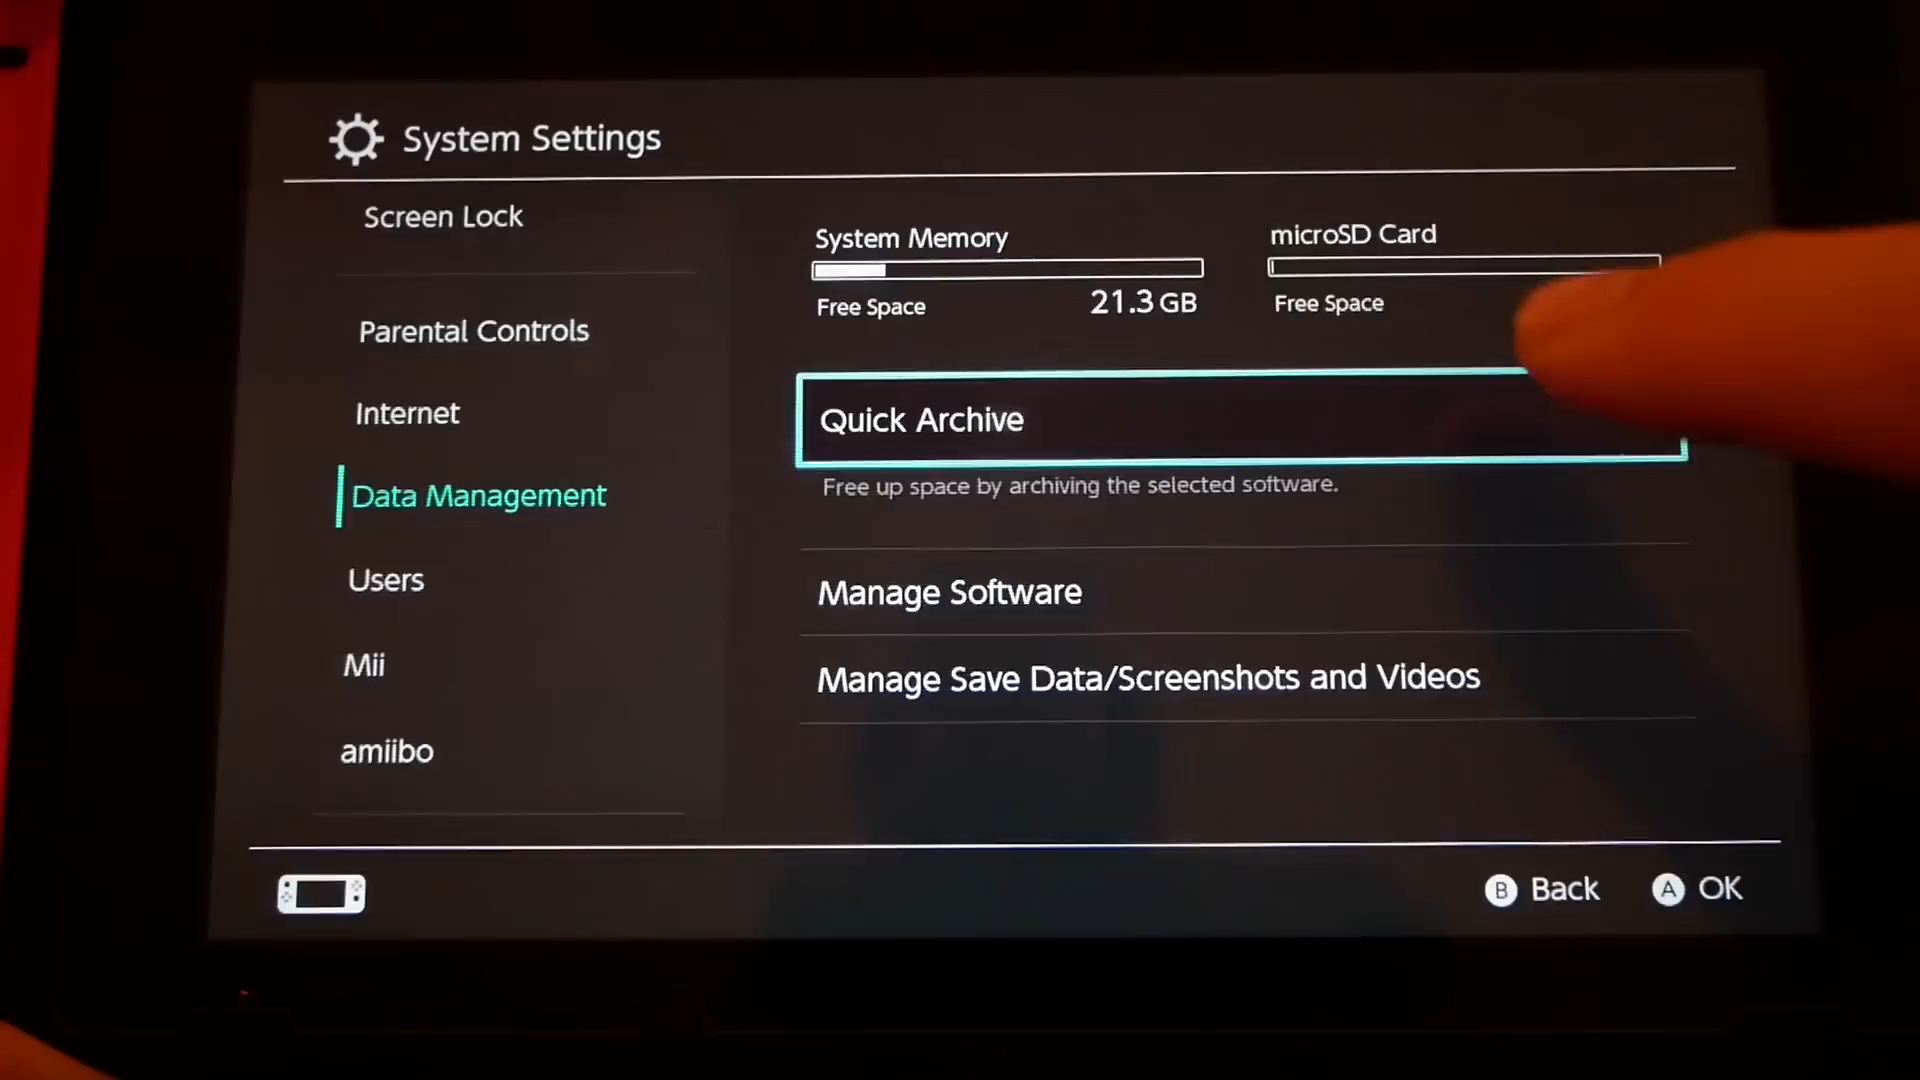 System Settings
Screen Lock
Parental Controls
Internet
Data Management
Users
Mii
amiibo
System Memory
Free Space 21.3 GB
microSD Card
Free Space
Quick Archive
Free up space by archiving the selected software.
Manage Software
Manage Save Data/Screenshots and Videos
B Back
A OK